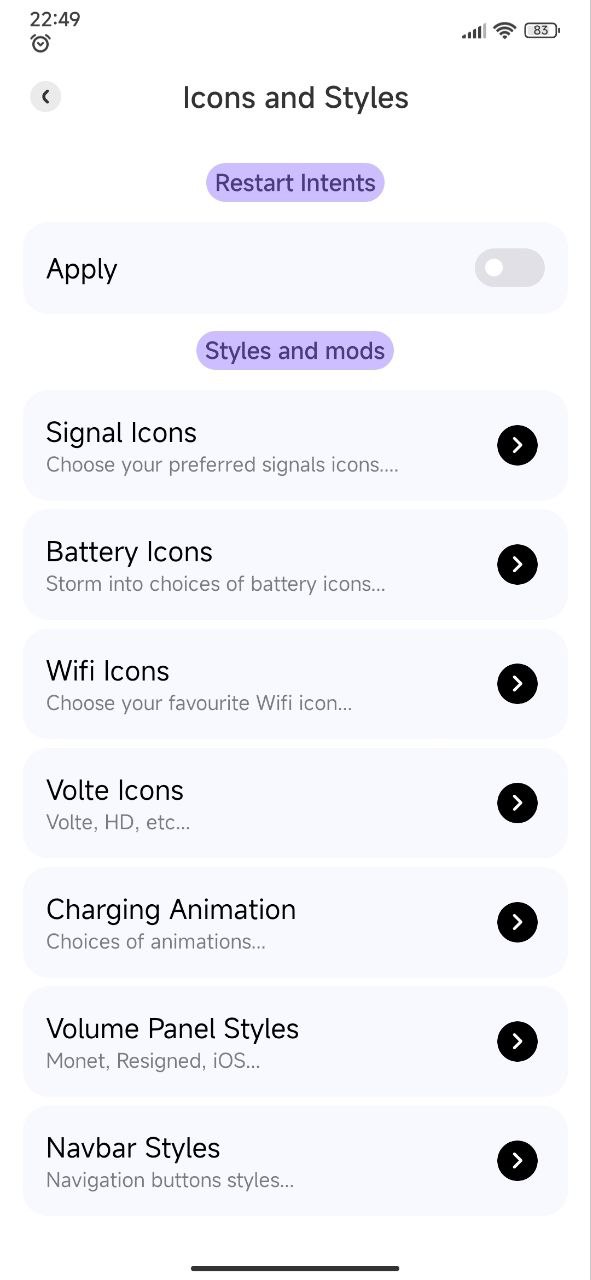 22:49
83
Icons and Styles
Restart Intents
Apply
Styles and mods
Signal Icons
Choose your preferred signals icons....
Battery Icons
Storm into choices of battery icons...
Wifi Icons
Choose your favourite Wifi icon...
Volte Icons
Volte, HD, etc...
Charging Animation
Choices of animations...
Volume Panel Styles
Monet, Resigned, iOS...
Navbar Styles
Navigation buttons styles...